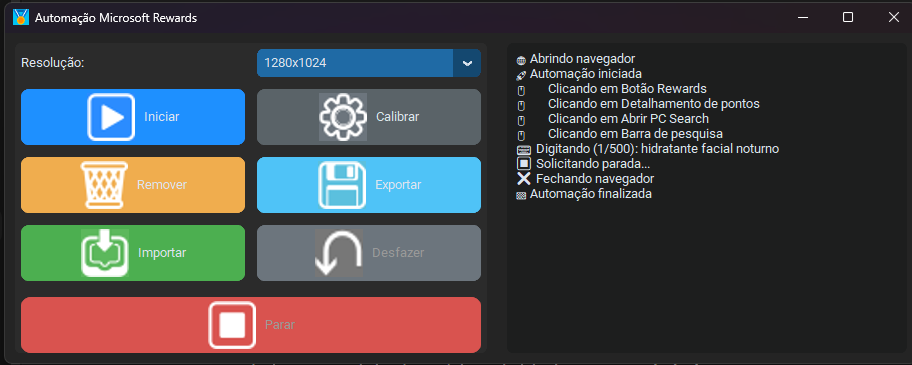 Automação Microsoft Rewards
Resolução:
1280x1024
Iniciar
Calibrar
Remover
Exportar
Importar
Desfazer
Parar
Abrindo navegador
Automação iniciada
Clicando em Botão Rewards
Clicando em Detalhamento de pontos
Clicando em Abrir PC Search
Clicando em Barra de pesquisa
Digitando (1/500): hidratante facial noturno
Solicitando parada...
Fechando navegador
Automação finalizada